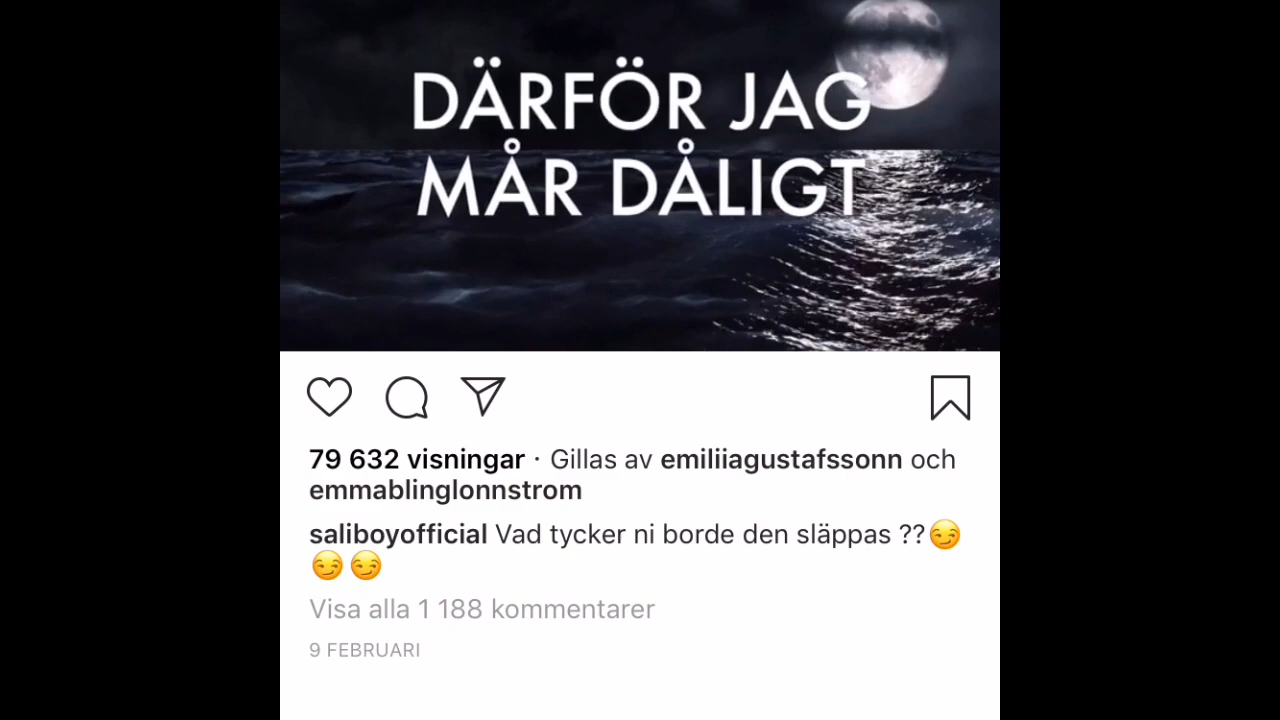 DÄRFÖR JAG
MÅR DÅLIGT
79 632 visningar · Gillas av emiliiagustafssonn och
emmablinglonnstrom
saliboyofficial Vad tycker ni borde den släppas ??😏
😏😏
Visa alla 1 188 kommentarer
9 FEBRUARI